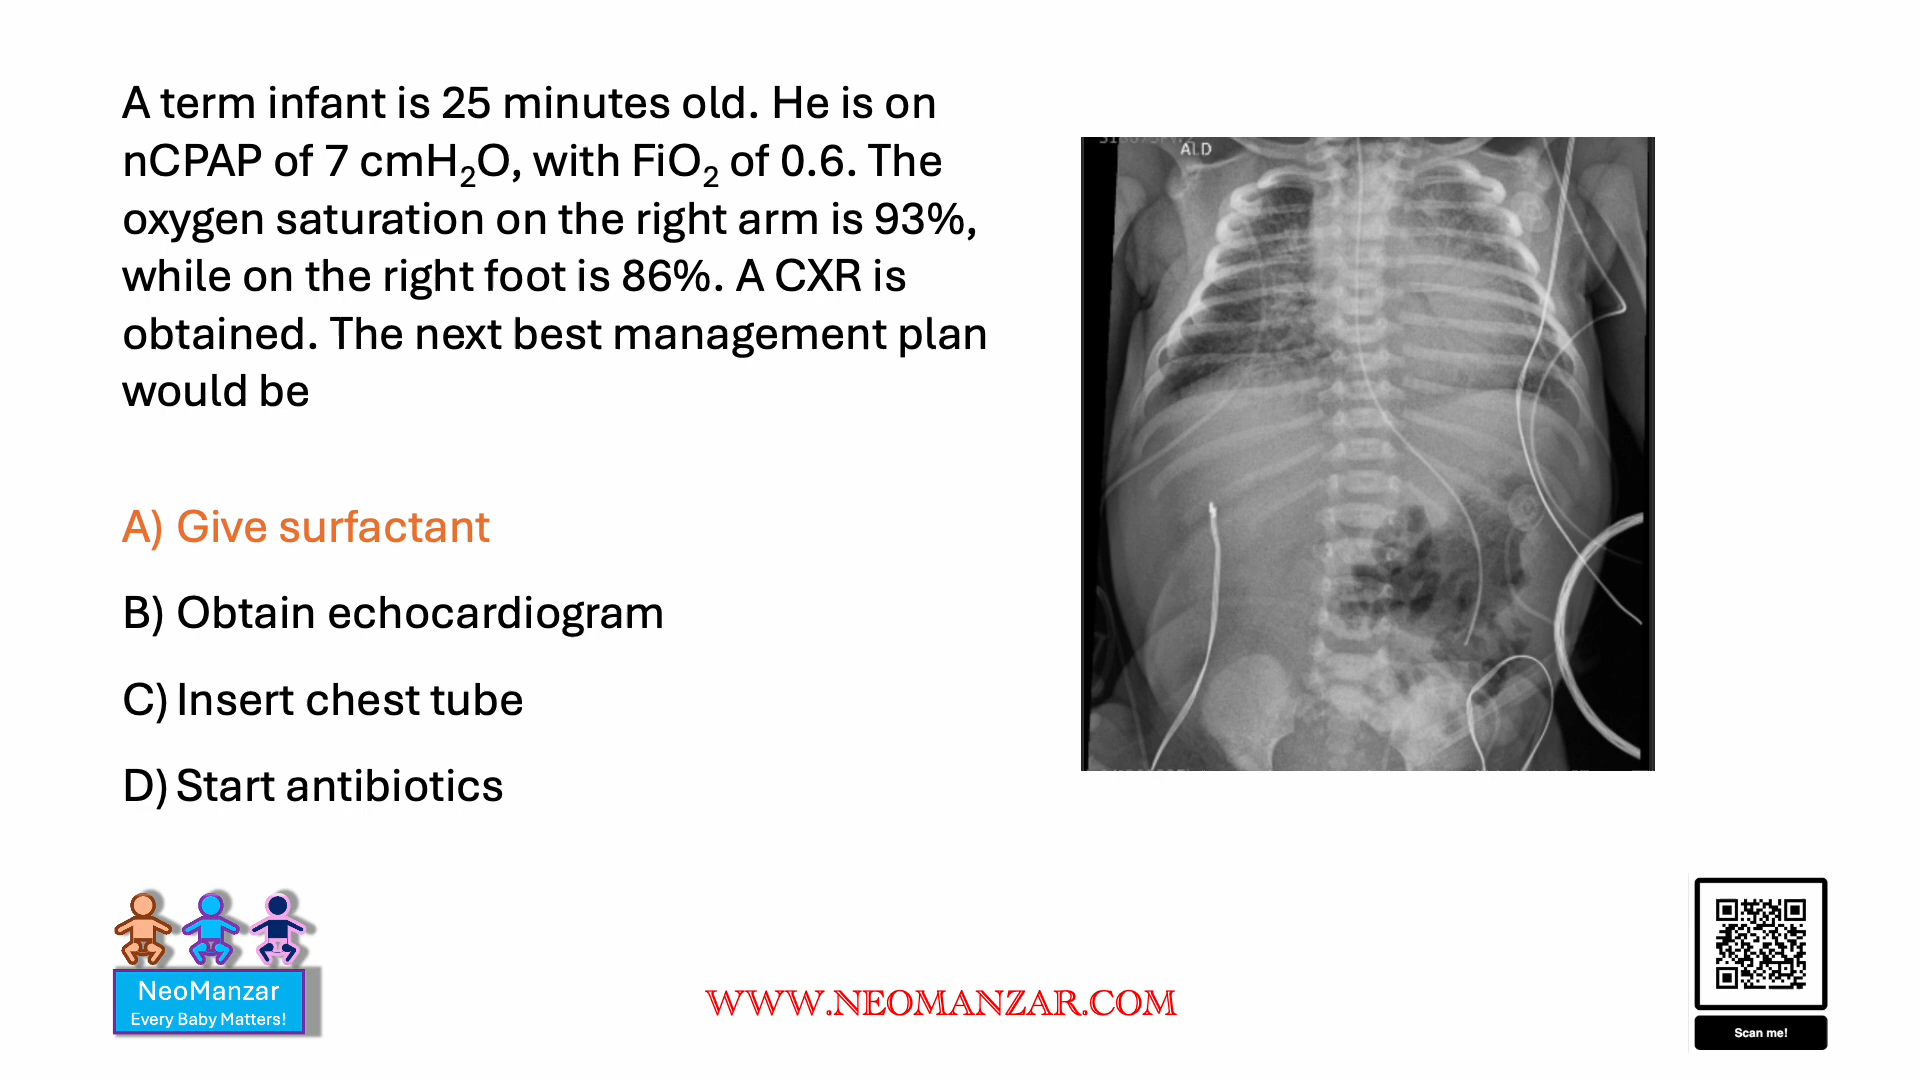 A term infant is 25 minutes old. He is on
nCPAP of 7 cmH₂O, with FiO₂ of 0.6. The
oxygen saturation on the right arm is 93%,
while on the right foot is 86%. A CXR is
obtained. The next best management plan
would be
A) Give surfactant
B) Obtain echocardiogram
C) Insert chest tube
D) Start antibiotics
ALD
NeoManzar
Every Baby Matters!
WWW.NEOMANZAR.COM
Scan me!